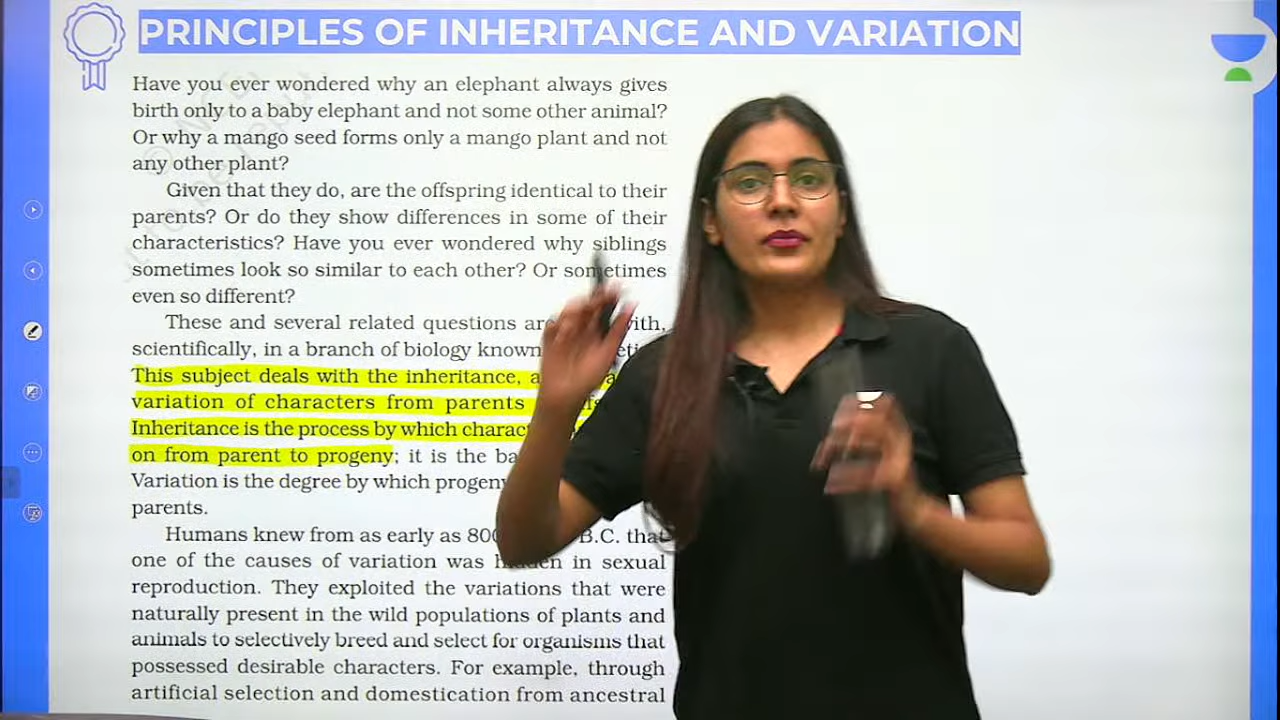 PRINCIPLES OF INHERITANCE AND VARIATION
Have you ever wondered why an elephant always gives
birth only to a baby elephant and not some other animal?
Or why a mango seed forms only a mango plant and not
any other plant?
Given that they do, are the offspring identical to their
parents? Or do they show differences in some of their
characteristics? Have you ever wondered why siblings
sometimes look so similar to each other? Or sometimes
even so different?
These and several related questions are with,
scientifically, in a branch of biology known
This subject deals with the inheritance, a
variation of characters from parents
Inheritance is the process by which charac
on from parent to progeny; it is the ba
Variation is the degree by which progeny
parents.
Humans knew from as early as 800 B.C. that
one of the causes of variation was hidden in sexual
reproduction. They exploited the variations that were
naturally present in the wild populations of plants and
animals to selectively breed and select for organisms that
possessed desirable characters. For example, through
artificial selection and domestication from ancestral